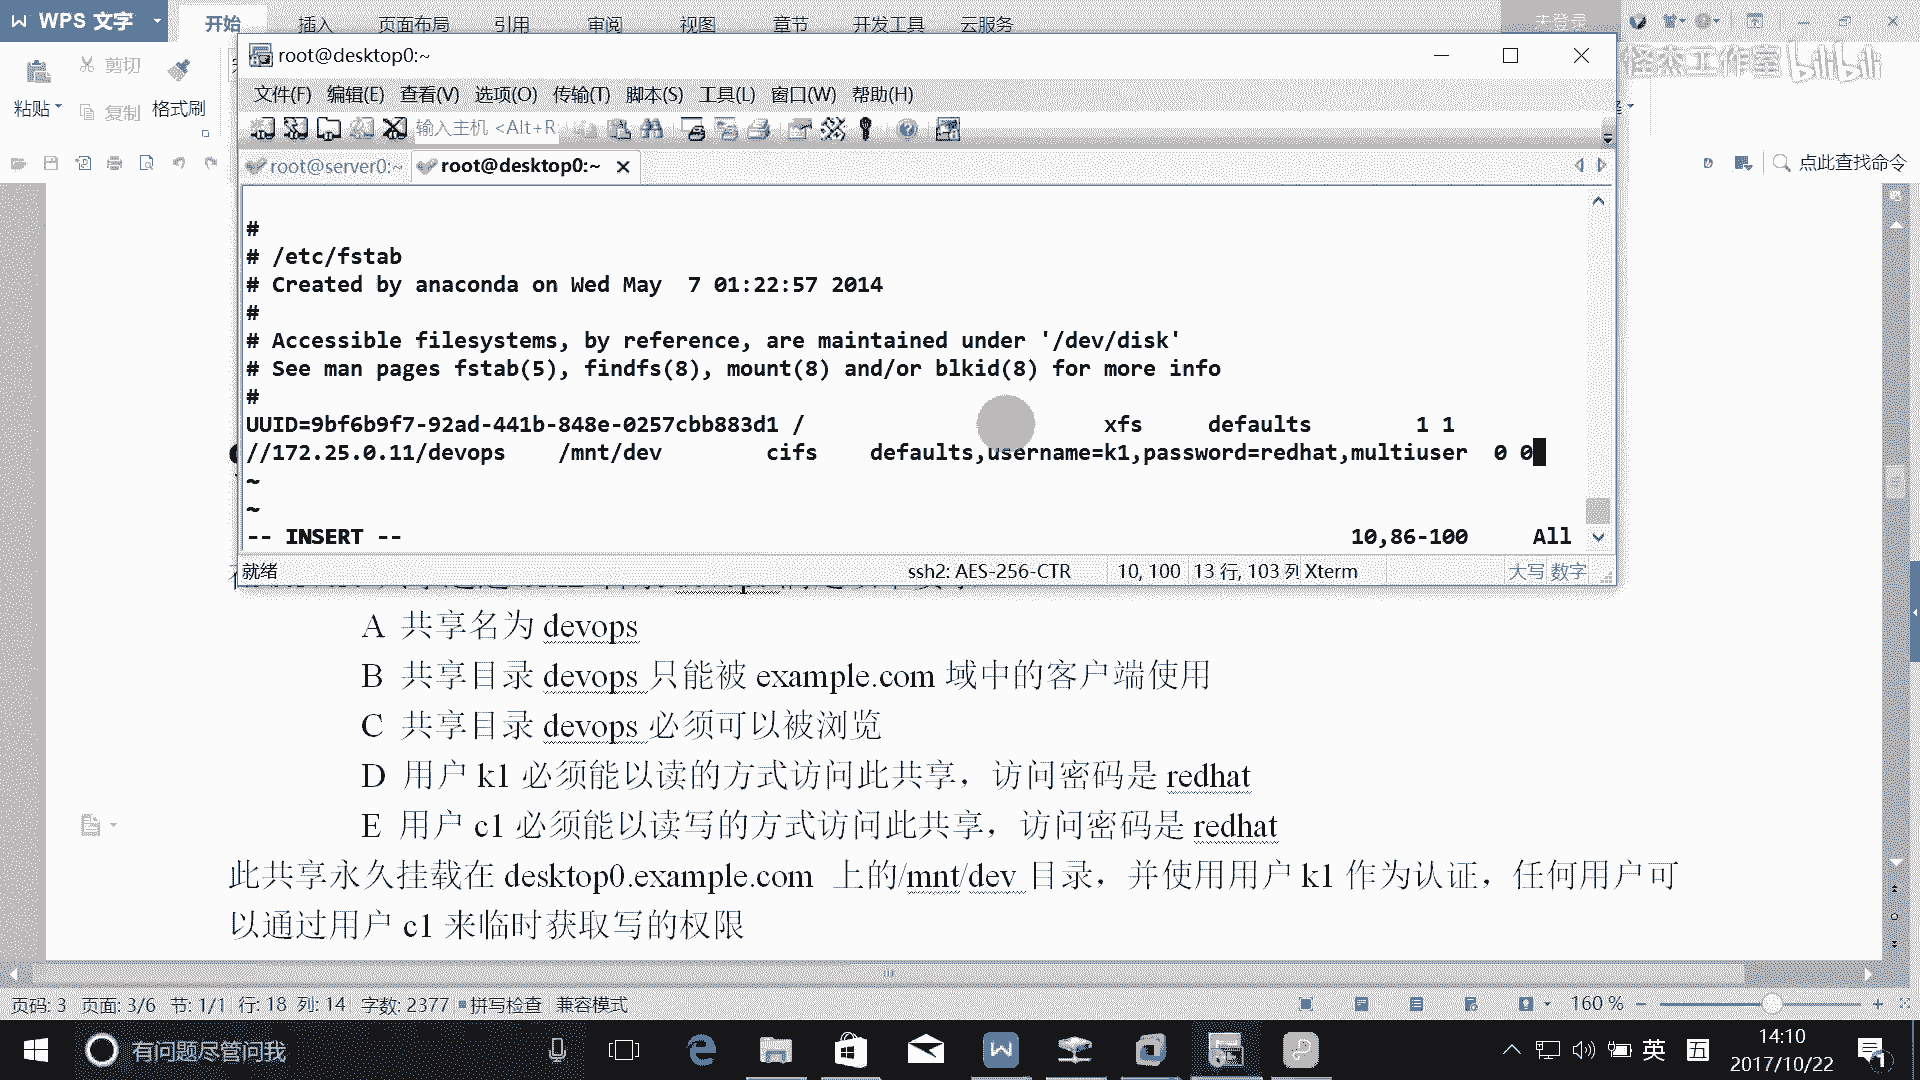 WPS 文字
开始 插入 页面布局 引用 审阅 视图 章节 开发工具 云服务 未登录
怪杰工作室 bilibili
剪切
粘贴 复制 格式刷
点此查找命令
root@desktop0:~
文件(F) 编辑(E) 查看(V) 选项(O) 传输(T) 脚本(S) 工具(L) 窗口(W) 帮助(H)
输入主机 <Alt+R
root@server0:~ root@desktop0:~
#
# /etc/fstab
# Created by anaconda on Wed May  7 01:22:57 2014
#
# Accessible filesystems, by reference, are maintained under '/dev/disk'
# See man pages fstab(5), findfs(8), mount(8) and/or blkid(8) for more info
#
UUID=9bf6b9f7-92ad-441b-848e-0257cbb883d1 / xfs defaults 1 1
//172.25.0.11/devops /mnt/dev cifs defaults,username=k1,password=redhat,multiuser 0 0
~
~
-- INSERT -- 10,86-100 All
就绪 ssh2: AES-256-CTR 10, 100 13 行, 103 列 Xterm 大写 数字
A 共享名为 devops
B 共享目录 devops 只能被 example.com 域中的客户端使用
C 共享目录 devops 必须可以被浏览
D 用户 k1 必须能以读的方式访问此共享，访问密码是 redhat
E 用户 c1 必须能以读写的方式访问此共享，访问密码是 redhat
此共享永久挂载在 desktop0.example.com 上的/mnt/dev 目录，并使用用户 k1 作为认证，任何用户可
以通过用户 c1 来临时获取写的权限
页码: 3 页面: 3/6 节: 1/1 行: 18 列: 14 字数: 2377 拼写检查 兼容模式 160 %
有问题尽管问我 英 五 14:10
2017/10/22 1